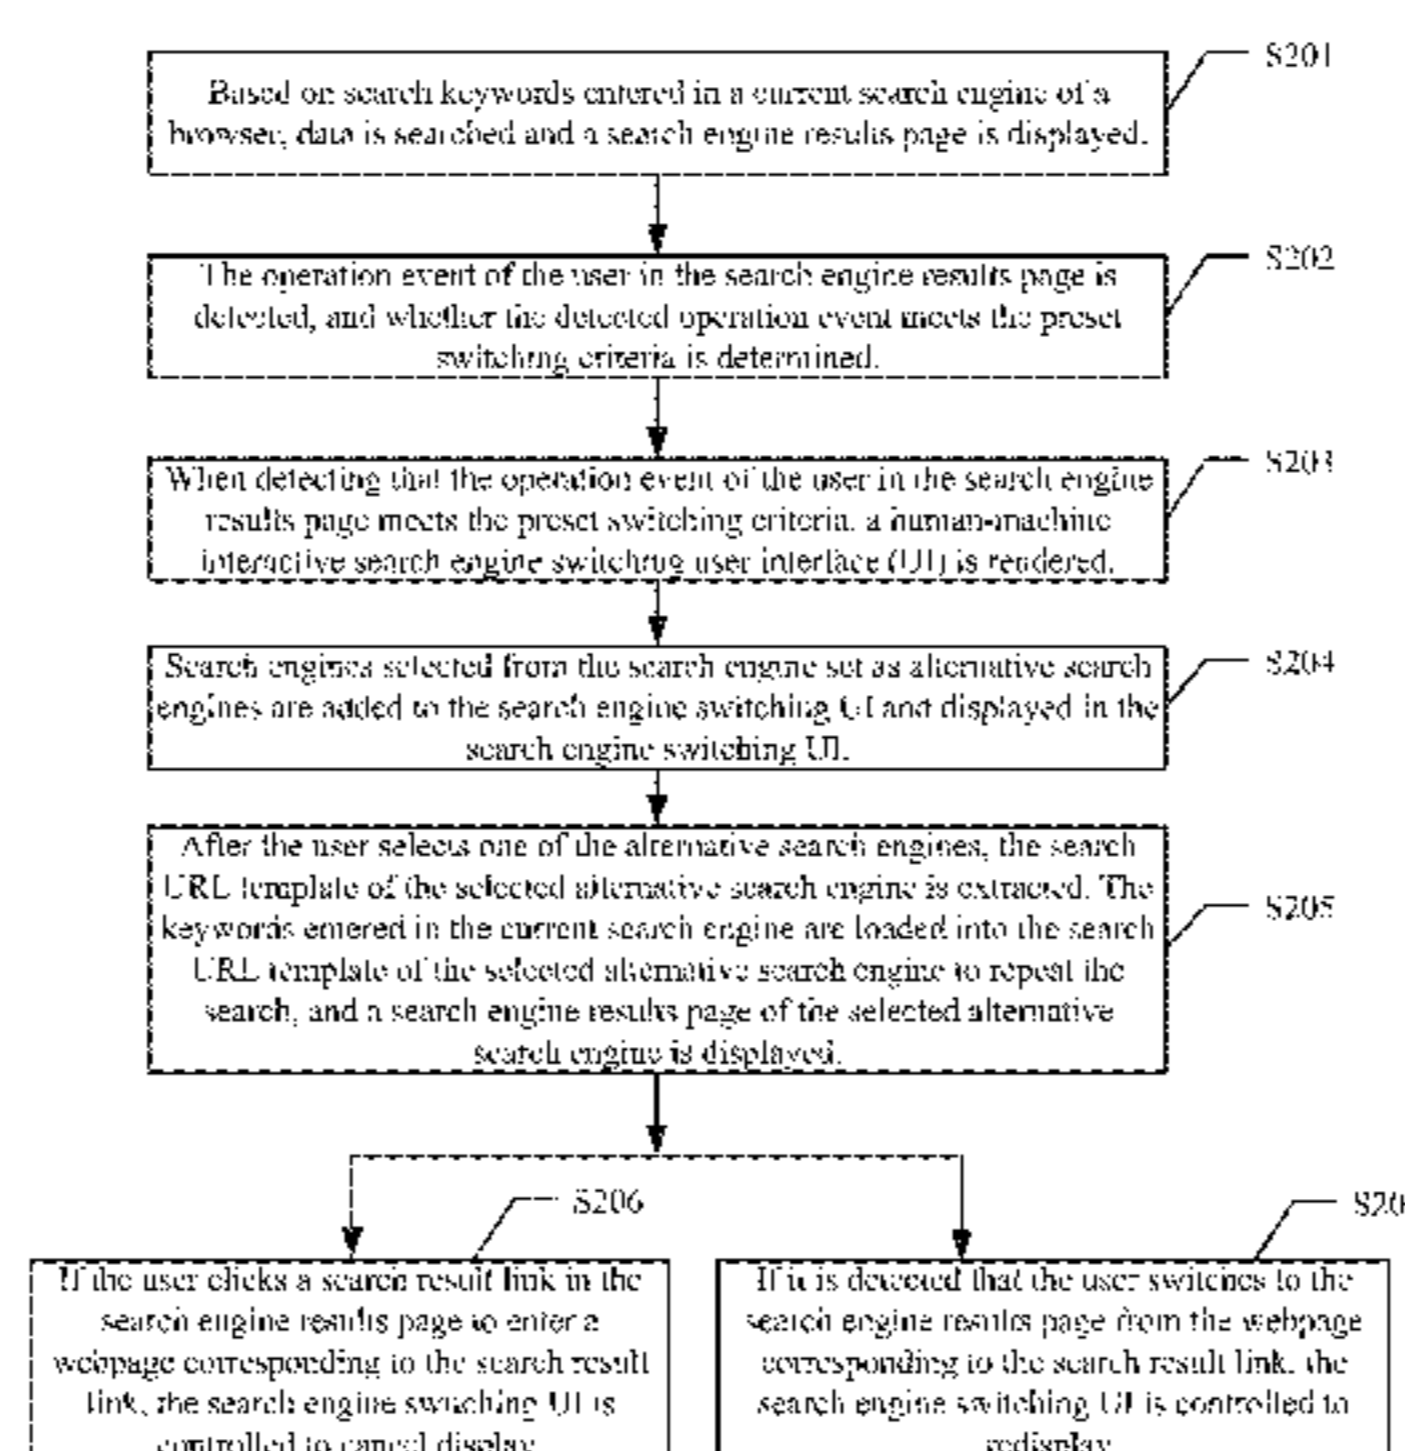 S201
Based on search keywords entered in a current search engine of a
browser, data is searched and a search engine results page is displayed.
S202
The operation event of the user in the search engine results page is
detected, and whether the detected operation event meets the preset
switching criteria is determined.
S203
When detecting that the operation event of the user in the search engine
results page meets the preset switching criteria, a human-machine
interactive search engine switching user interface (UI) is rendered.
S204
Search engines selected from the search engine set as alternative search
engines are added to the search engine switching UI and displayed in the
search engine switching UI.
S205
After the user selects one of the alternative search engines, the search
URL template of the selected alternative search engine is extracted. The
keywords entered in the current search engine are loaded into the search
URL template of the selected alternative search engine to repeat the
search, and a search engine results page of the selected alternative
search engine is displayed.
S206
If the user clicks a search result link in the
search engine results page to enter a
webpage corresponding to the search result
link, the search engine switching UI is
controlled to cancel display
If it is detected that the user switches to the
search engine results page from the webpage
corresponding to the search result link, the
search engine switching UI is controlled to
redisplay